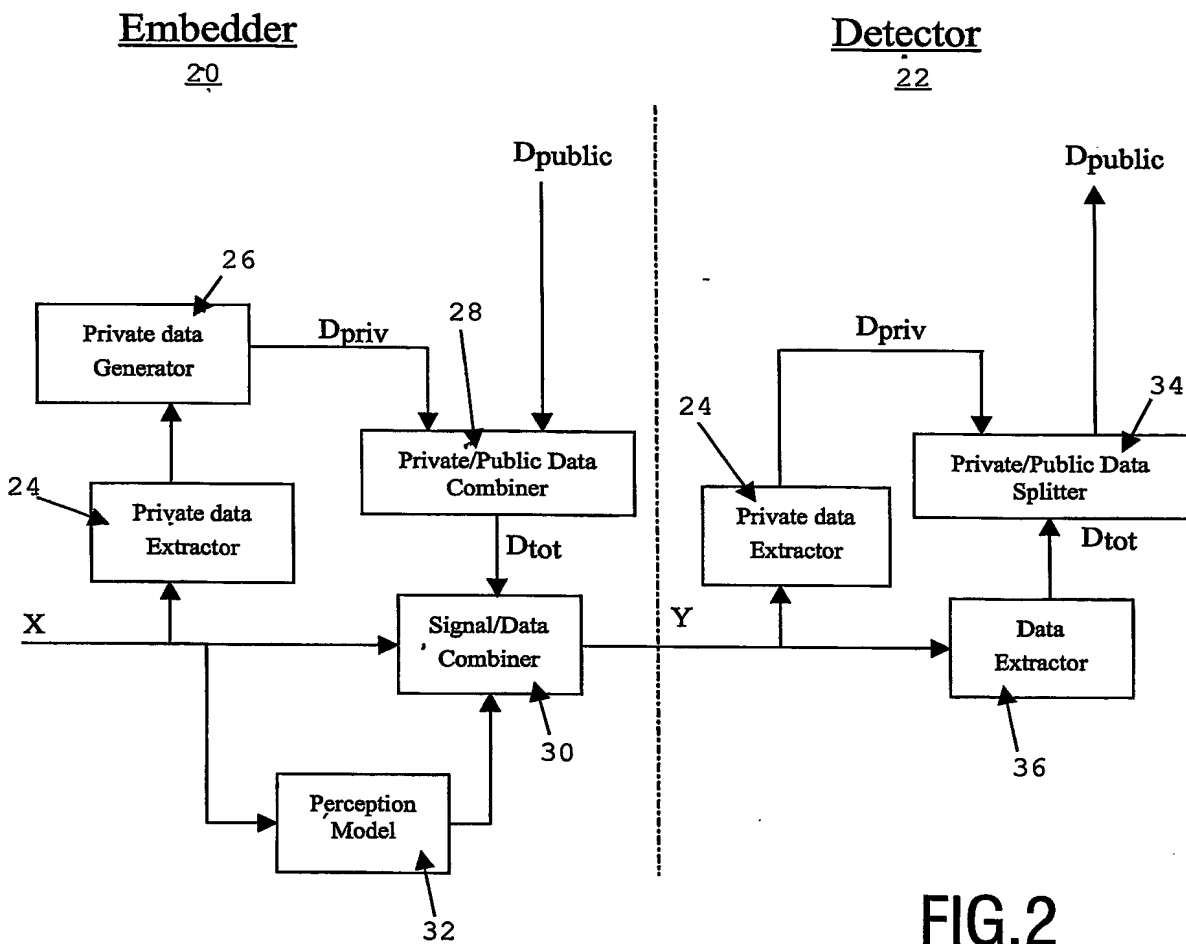 Embedder
20
Detector
22
Dpublic
Dpublic
26
28
Private data
Generator
Dpriv
Dpriv
24
34
Private/Public Data
Combiner
Private/Public Data
Splitter
24
Private data
Extractor
Private data
Extractor
Dtot
Dtot
X
Signal/Data
Combiner
Y
Data
Extractor
30
36
Perception
Model
32
FIG.2